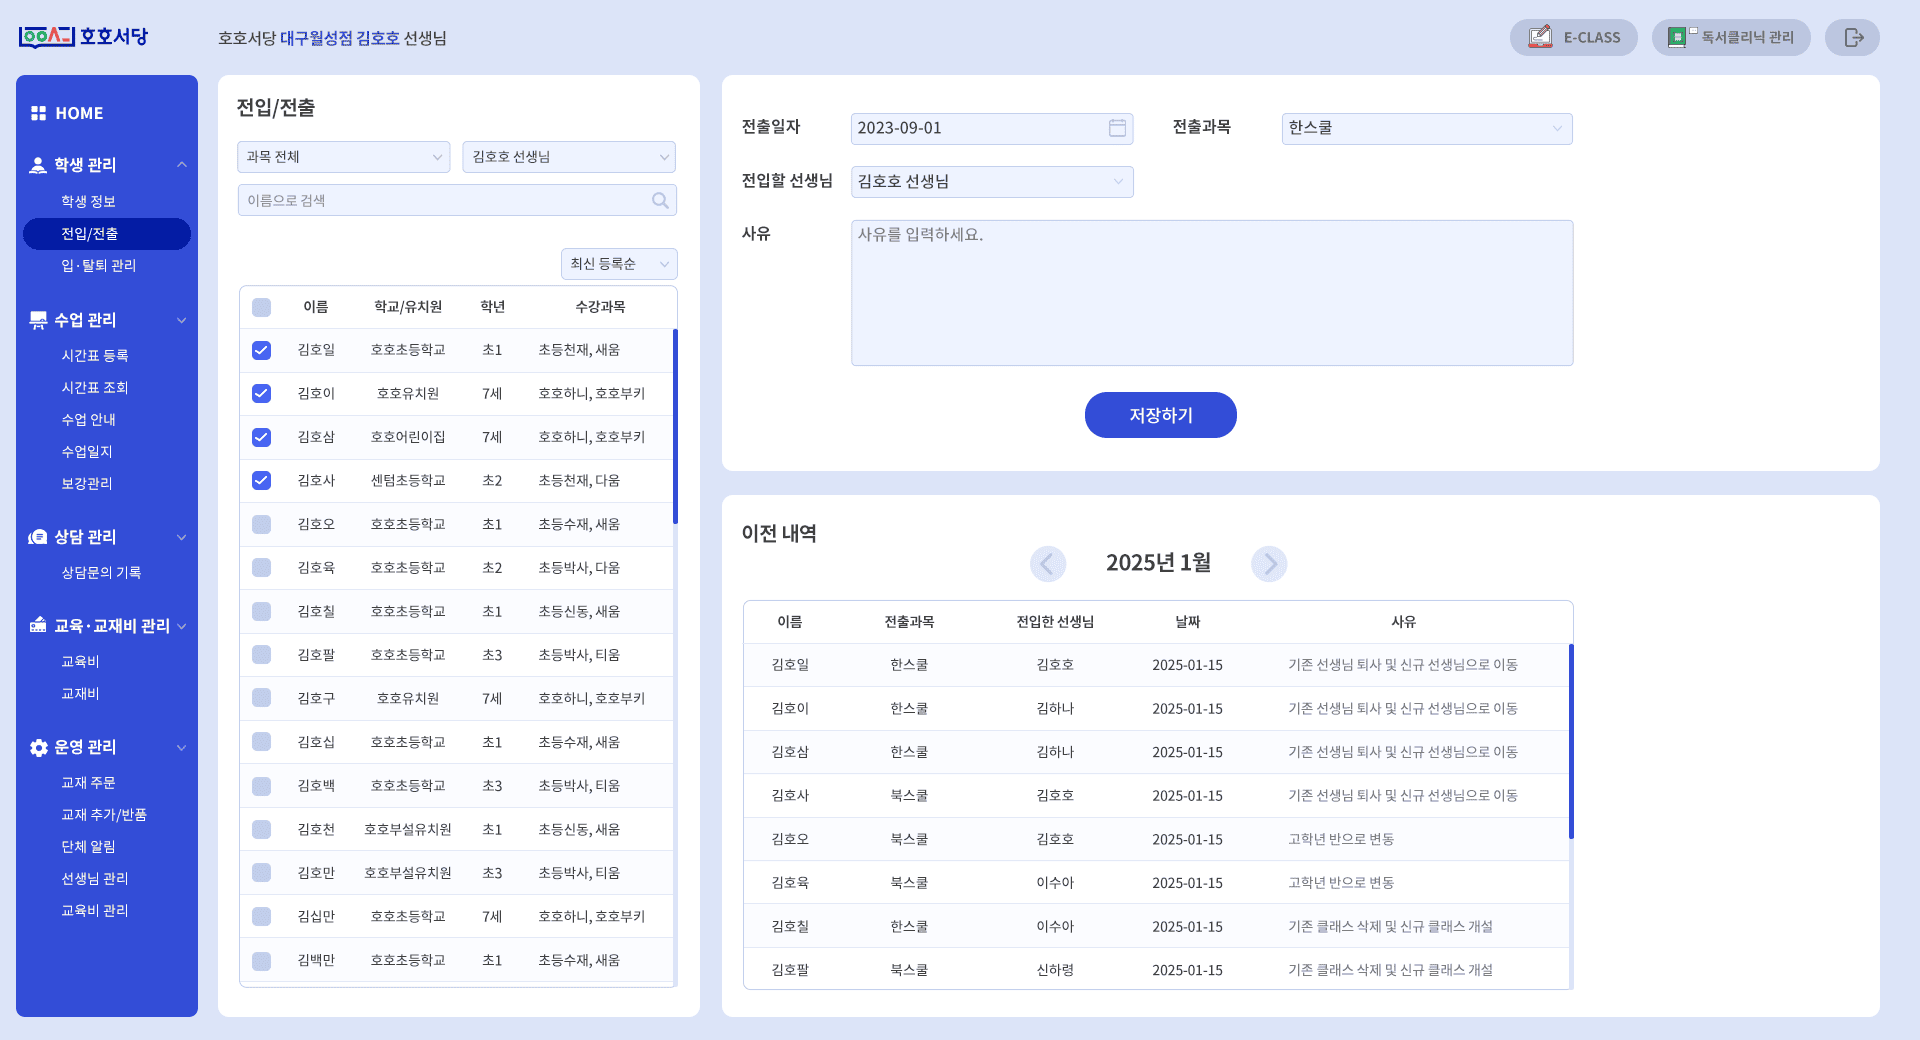 호호서당
호호서당 대구월성점 김호호 선생님
E-CLASS
독서클리닉 관리
HOME
학생 관리
학생 정보
전입/전출
입·탈퇴 관리
수업 관리
시간표 등록
시간표 조회
수업 안내
수업일지
보강관리
상담 관리
상담문의 기록
교육·교재비 관리
교육비
교재비
운영 관리
교재 주문
교재 추가/반품
단체 알림
선생님 관리
교육비 관리
전입/전출
과목 전체 김호호 선생님
이름으로 검색
최신 등록순
이름 학교/유치원 학년 수강과목
김호일 호호초등학교 초1 초등천재, 새움
김호이 호호유치원 7세 호호하니, 호호부키
김호삼 호호어린이집 7세 호호하니, 호호부키
김호사 센텀초등학교 초2 초등천재, 다움
김호오 호호초등학교 초1 초등수재, 새움
김호육 호호초등학교 초2 초등박사, 다움
김호칠 호호초등학교 초1 초등신동, 새움
김호팔 호호초등학교 초3 초등박사, 티움
김호구 호호유치원 7세 호호하니, 호호부키
김호십 호호초등학교 초1 초등수재, 새움
김호백 호호초등학교 초3 초등박사, 티움
김호천 호호부설유치원 초1 초등신동, 새움
김호만 호호부설유치원 초3 초등박사, 티움
김십만 호호초등학교 7세 호호하니, 호호부키
김백만 호호초등학교 초1 초등수재, 새움
전출일자 2023-09-01 전출과목 한스쿨
전입할 선생님 김호호 선생님
사유 사유를 입력하세요.
저장하기
이전 내역
2025년 1월
이름 전출과목 전입한 선생님 날짜 사유
김호일 한스쿨 김호호 2025-01-15 기존 선생님 퇴사 및 신규 선생님으로 이동
김호이 한스쿨 김하나 2025-01-15 기존 선생님 퇴사 및 신규 선생님으로 이동
김호삼 한스쿨 김하나 2025-01-15 기존 선생님 퇴사 및 신규 선생님으로 이동
김호사 북스쿨 김호호 2025-01-15 기존 선생님 퇴사 및 신규 선생님으로 이동
김호오 북스쿨 김호호 2025-01-15 고학년 반으로 변동
김호육 북스쿨 이수아 2025-01-15 고학년 반으로 변동
김호칠 한스쿨 이수아 2025-01-15 기존 클래스 삭제 및 신규 클래스 개설
김호팔 북스쿨 신하령 2025-01-15 기존 클래스 삭제 및 신규 클래스 개설